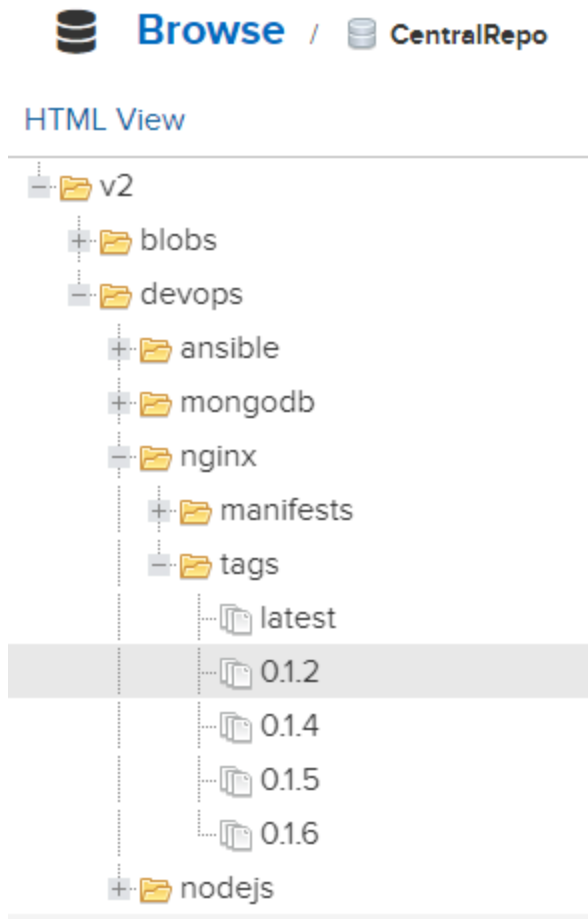 Browse / CentralRepo
HTML View
v2
blobs
devops
ansible
mongodb
nginx
manifests
tags
latest
0.1.2
0.1.4
0.1.5
0.1.6
nodejs